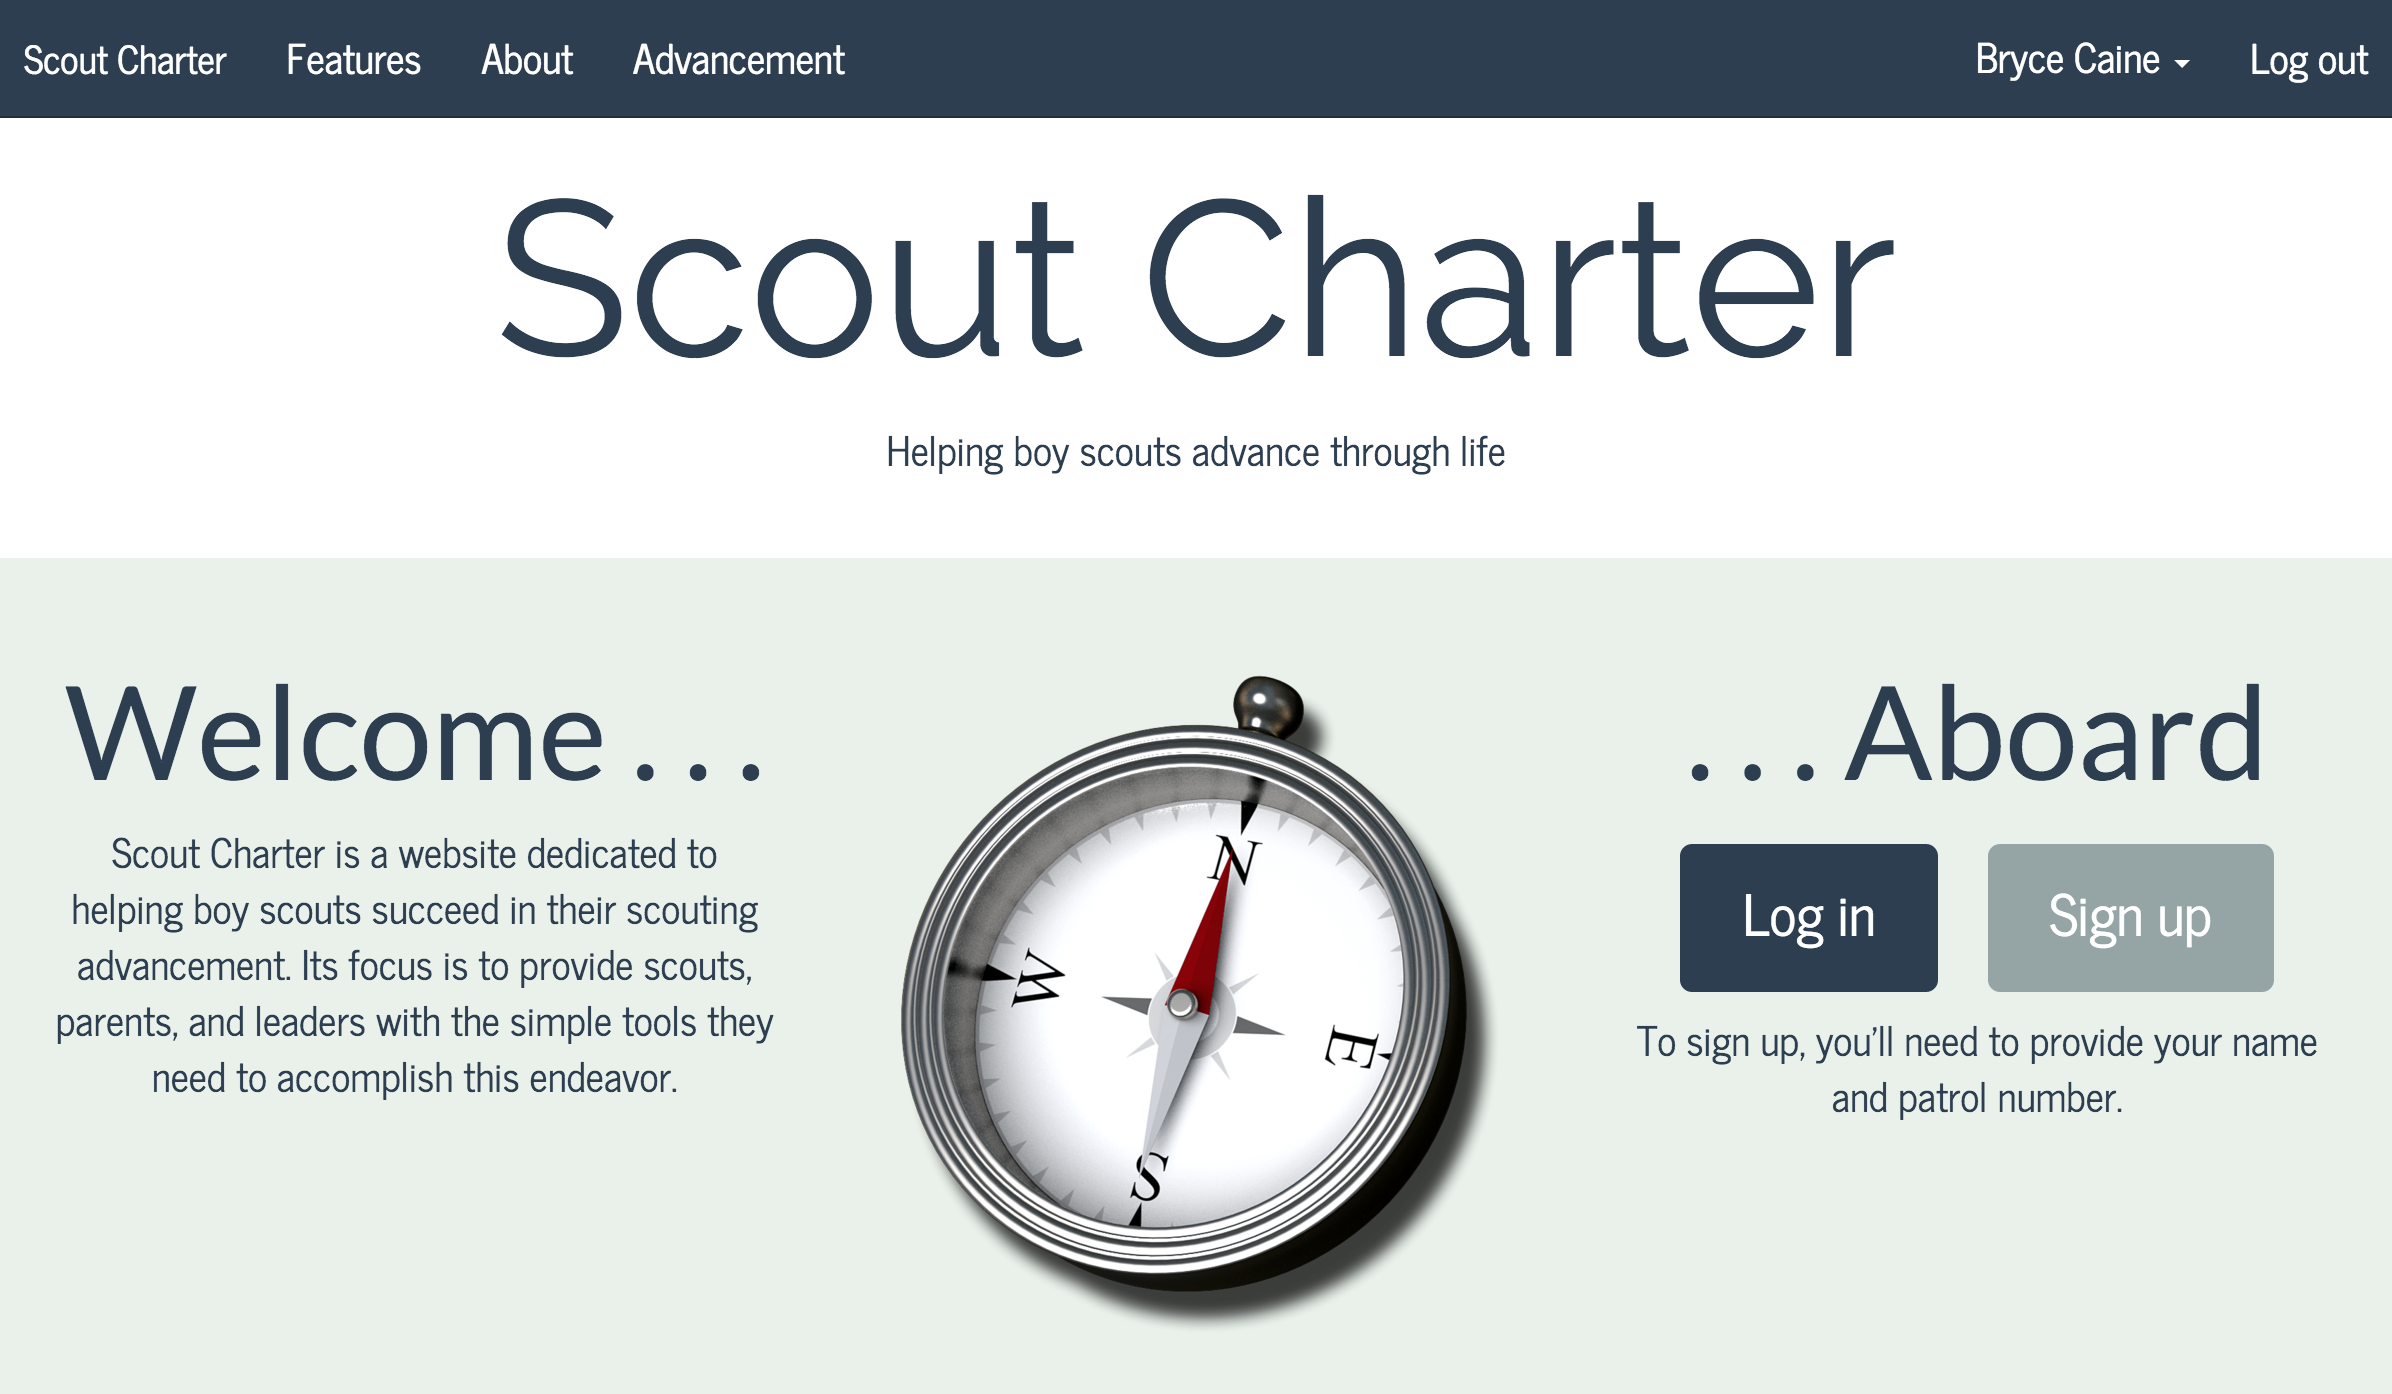 Scout Charter Features About Advancement Bryce Caine Log out
Scout Charter
Helping boy scouts advance through life
Welcome . . .
Scout Charter is a website dedicated to
helping boy scouts succeed in their scouting
advancement. Its focus is to provide scouts,
parents, and leaders with the simple tools they
need to accomplish this endeavor.
N
W
E
S
. . . Aboard
Log in Sign up
To sign up, you’ll need to provide your name
and patrol number.